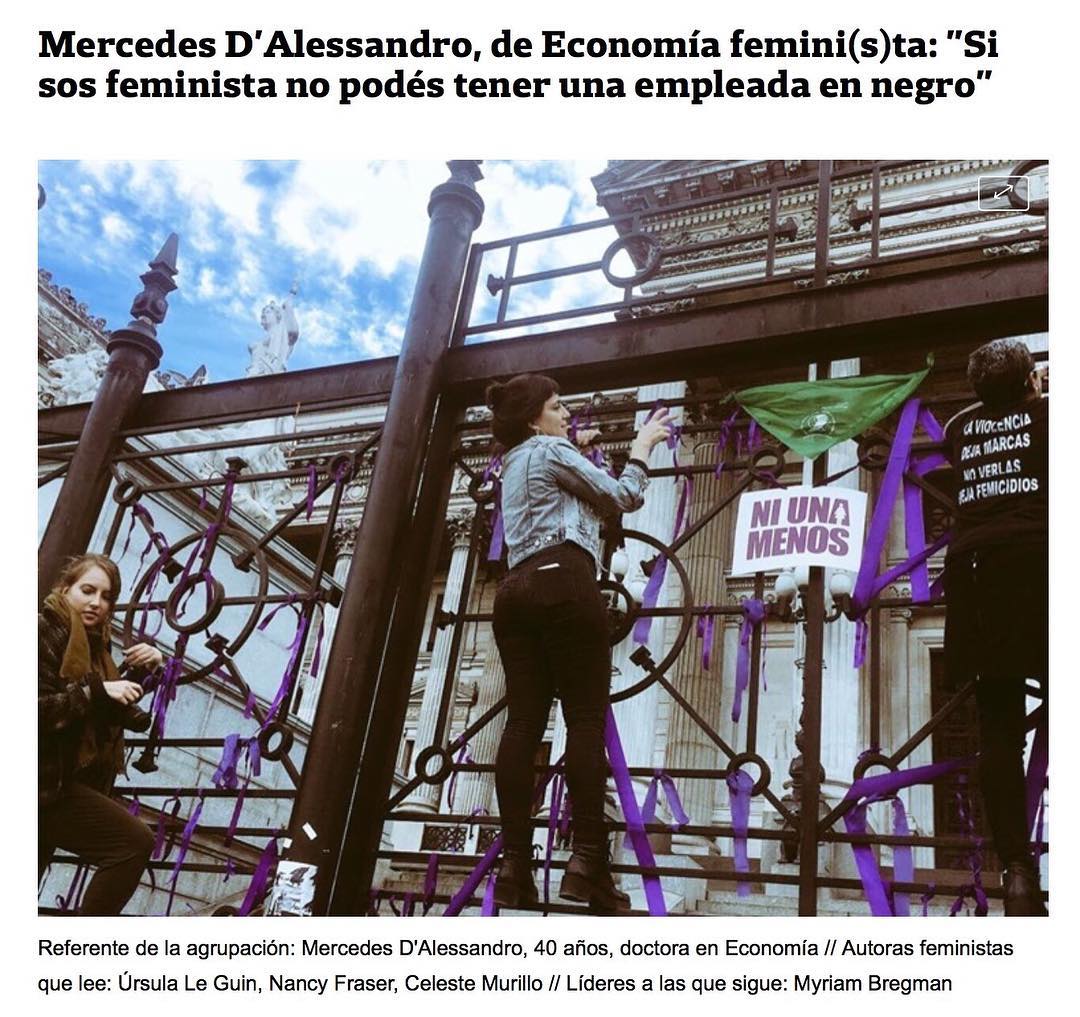 Mercedes D'Alessandro, de Economía femini(s)ta: "Si
sos feminista no podés tener una empleada en negro"
NI UNA
MENOS
LA VIOLENCIA
DEJA MARCAS
NO VERLAS
DEJA FEMICIDIOS
Referente de la agrupación: Mercedes D'Alessandro, 40 años, doctora en Economía // Autoras feministas
que lee: Úrsula Le Guin, Nancy Fraser, Celeste Murillo // Líderes a las que sigue: Myriam Bregman